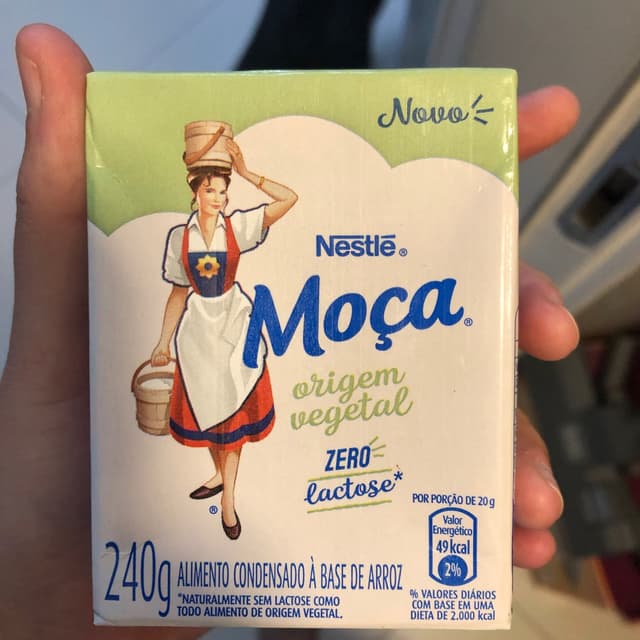 Novo
Nestlé®
Moça®
origem
vegetal
ZERO
lactose*
POR PORÇÃO DE 20g
Valor
Energético
49 kcal
2%
% VALORES DIÁRIOS
COM BASE EM UMA
DIETA DE 2.000 kcal
®
240g ALIMENTO CONDENSADO À BASE DE ARROZ
*NATURALMENTE SEM LACTOSE COMO
TODO ALIMENTO DE ORIGEM VEGETAL.